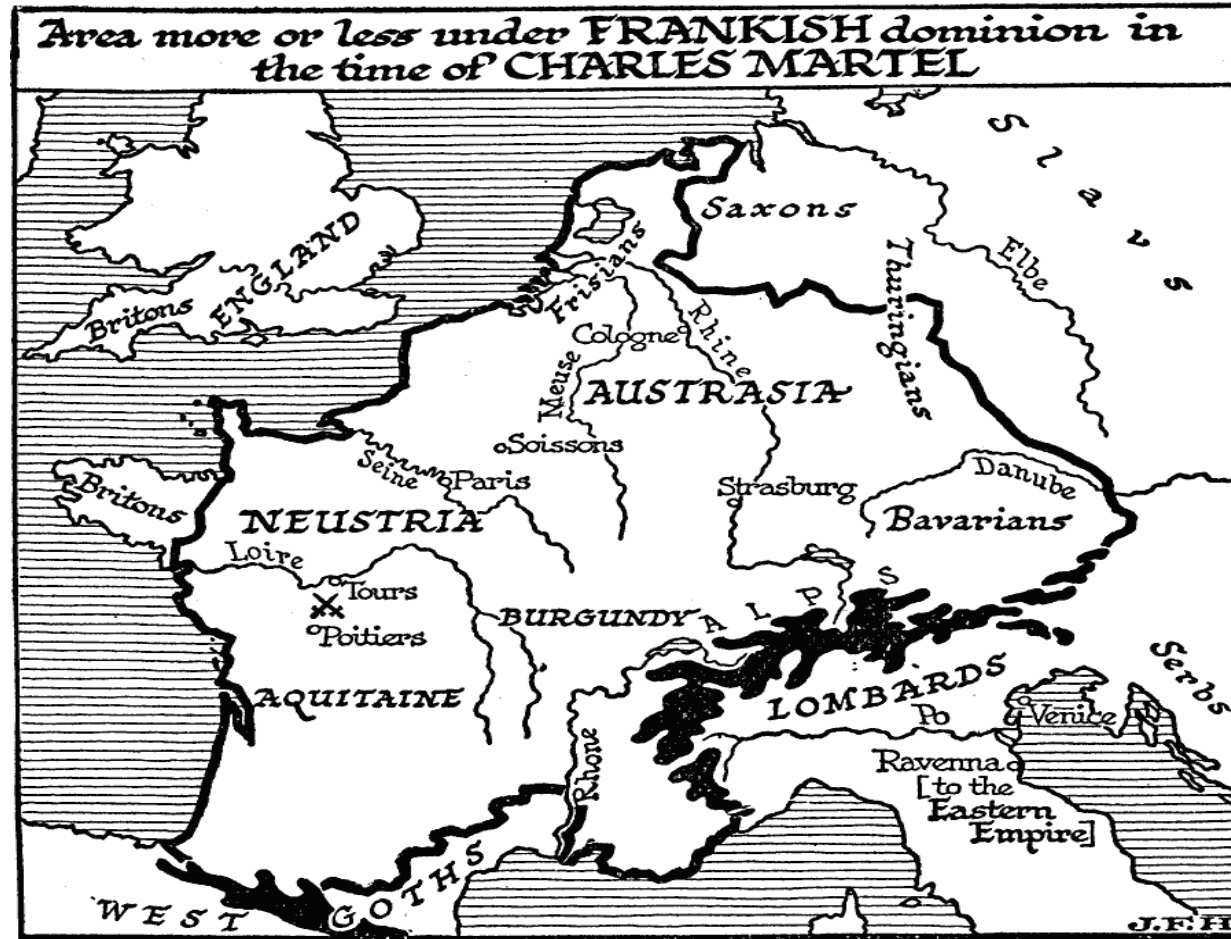 Area more or less under FRANKISH dominion in
the time of CHARLES MARTEL
Slavs
Saxons
ENGLAND
Britons
Frisians
Thuringians
Elbe
Cologne
Rhine
Meuse
AUSTRASIA
Soissons
Seine
Paris
Britons
Strasburg
Danube
Bavarians
NEUSTRIA
Loire
Tours
Poitiers
BURGUNDY
ALPS
AQUITAINE
LOMBARDS
Serbs
Po
Venice
Rhone
Ravenna
[to the
Eastern
Empire]
WEST GOTHS
J.F.H